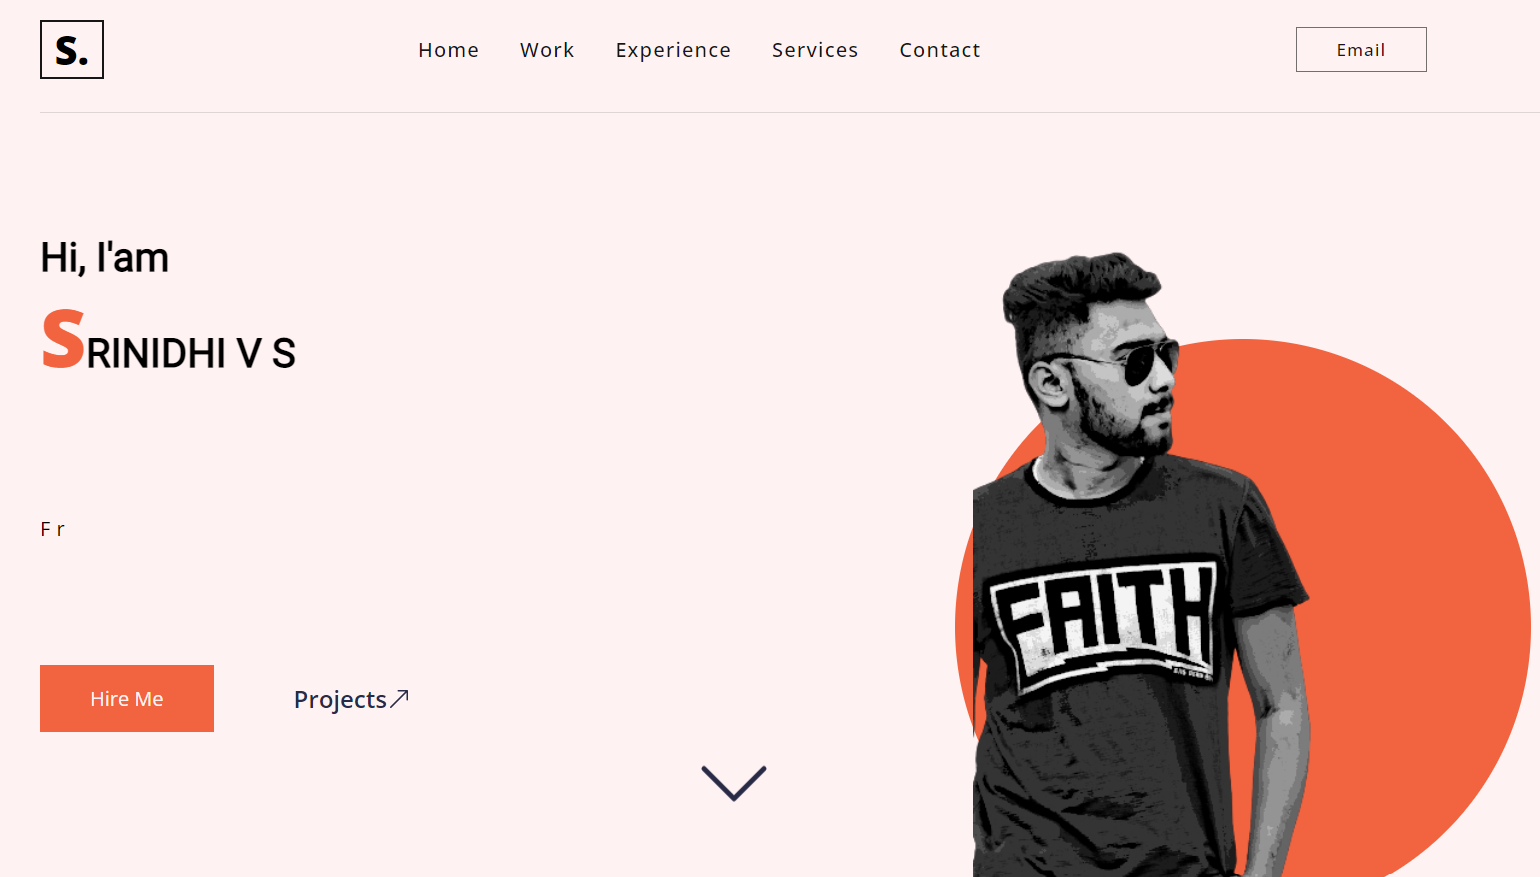 S.
Home Work Experience Services Contact
Email
Hi, I'am
SRINIDHI V S
F r
FAITH
Hire Me
Projects